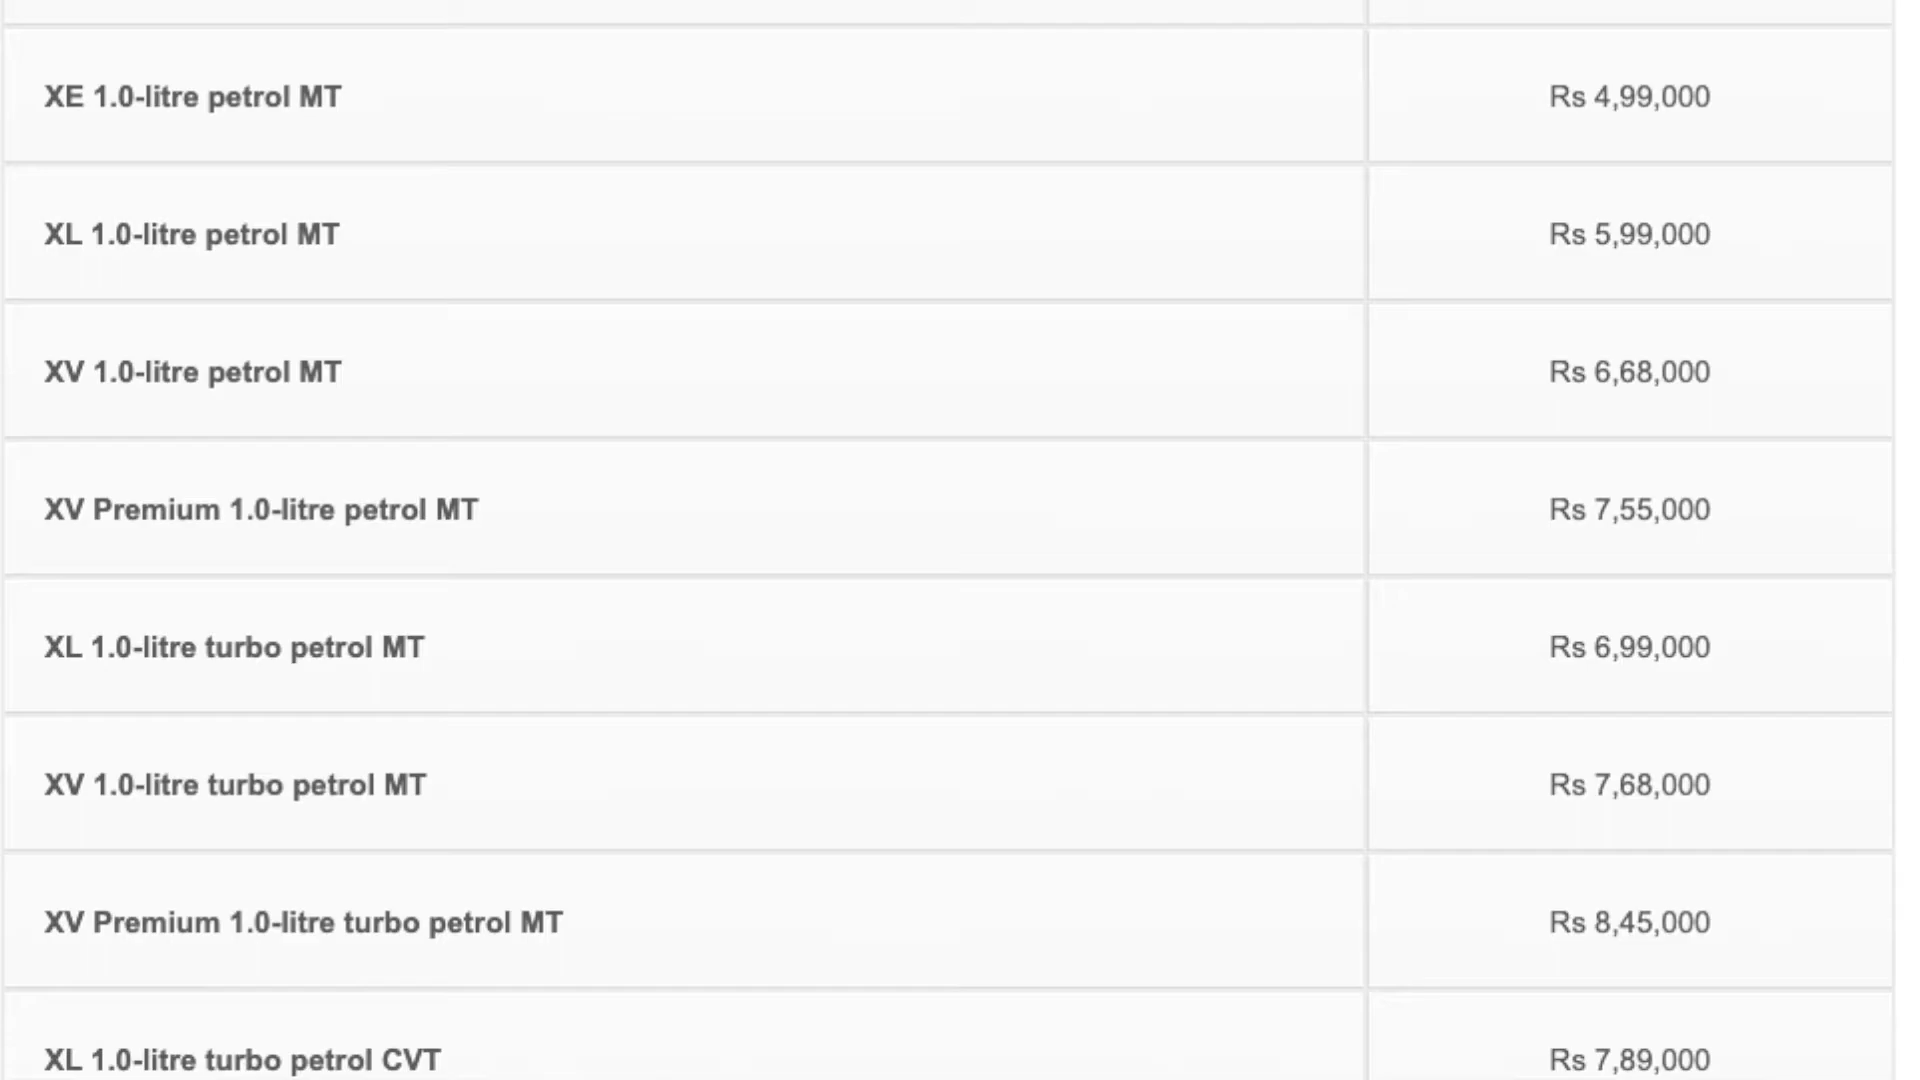 XE 1.0-litre petrol MT Rs 4,99,000
XL 1.0-litre petrol MT Rs 5,99,000
XV 1.0-litre petrol MT Rs 6,68,000
XV Premium 1.0-litre petrol MT Rs 7,55,000
XL 1.0-litre turbo petrol MT Rs 6,99,000
XV 1.0-litre turbo petrol MT Rs 7,68,000
XV Premium 1.0-litre turbo petrol MT Rs 8,45,000
XL 1.0-litre turbo petrol CVT Rs 7,89,000